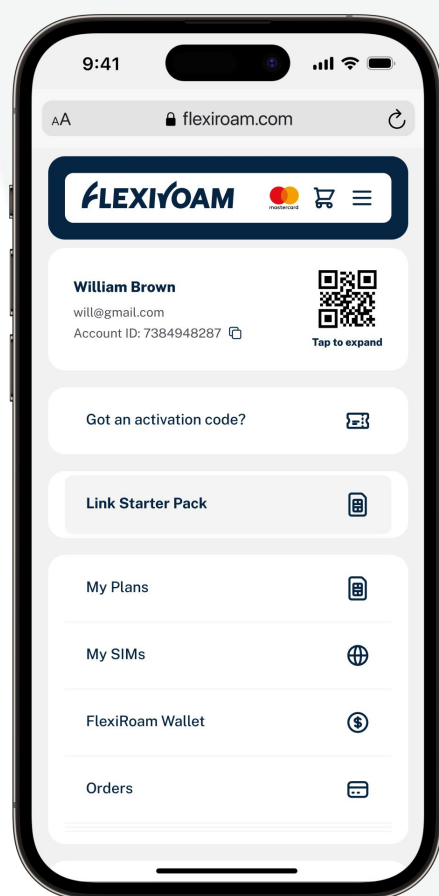 9:41
AA
flexiroam.com
FLEXIROAM
mastercard
William Brown
will@gmail.com
Account ID: 7384948287
Tap to expand
Got an activation code?
Link Starter Pack
My Plans
My SIMs
FlexiRoam Wallet
Orders